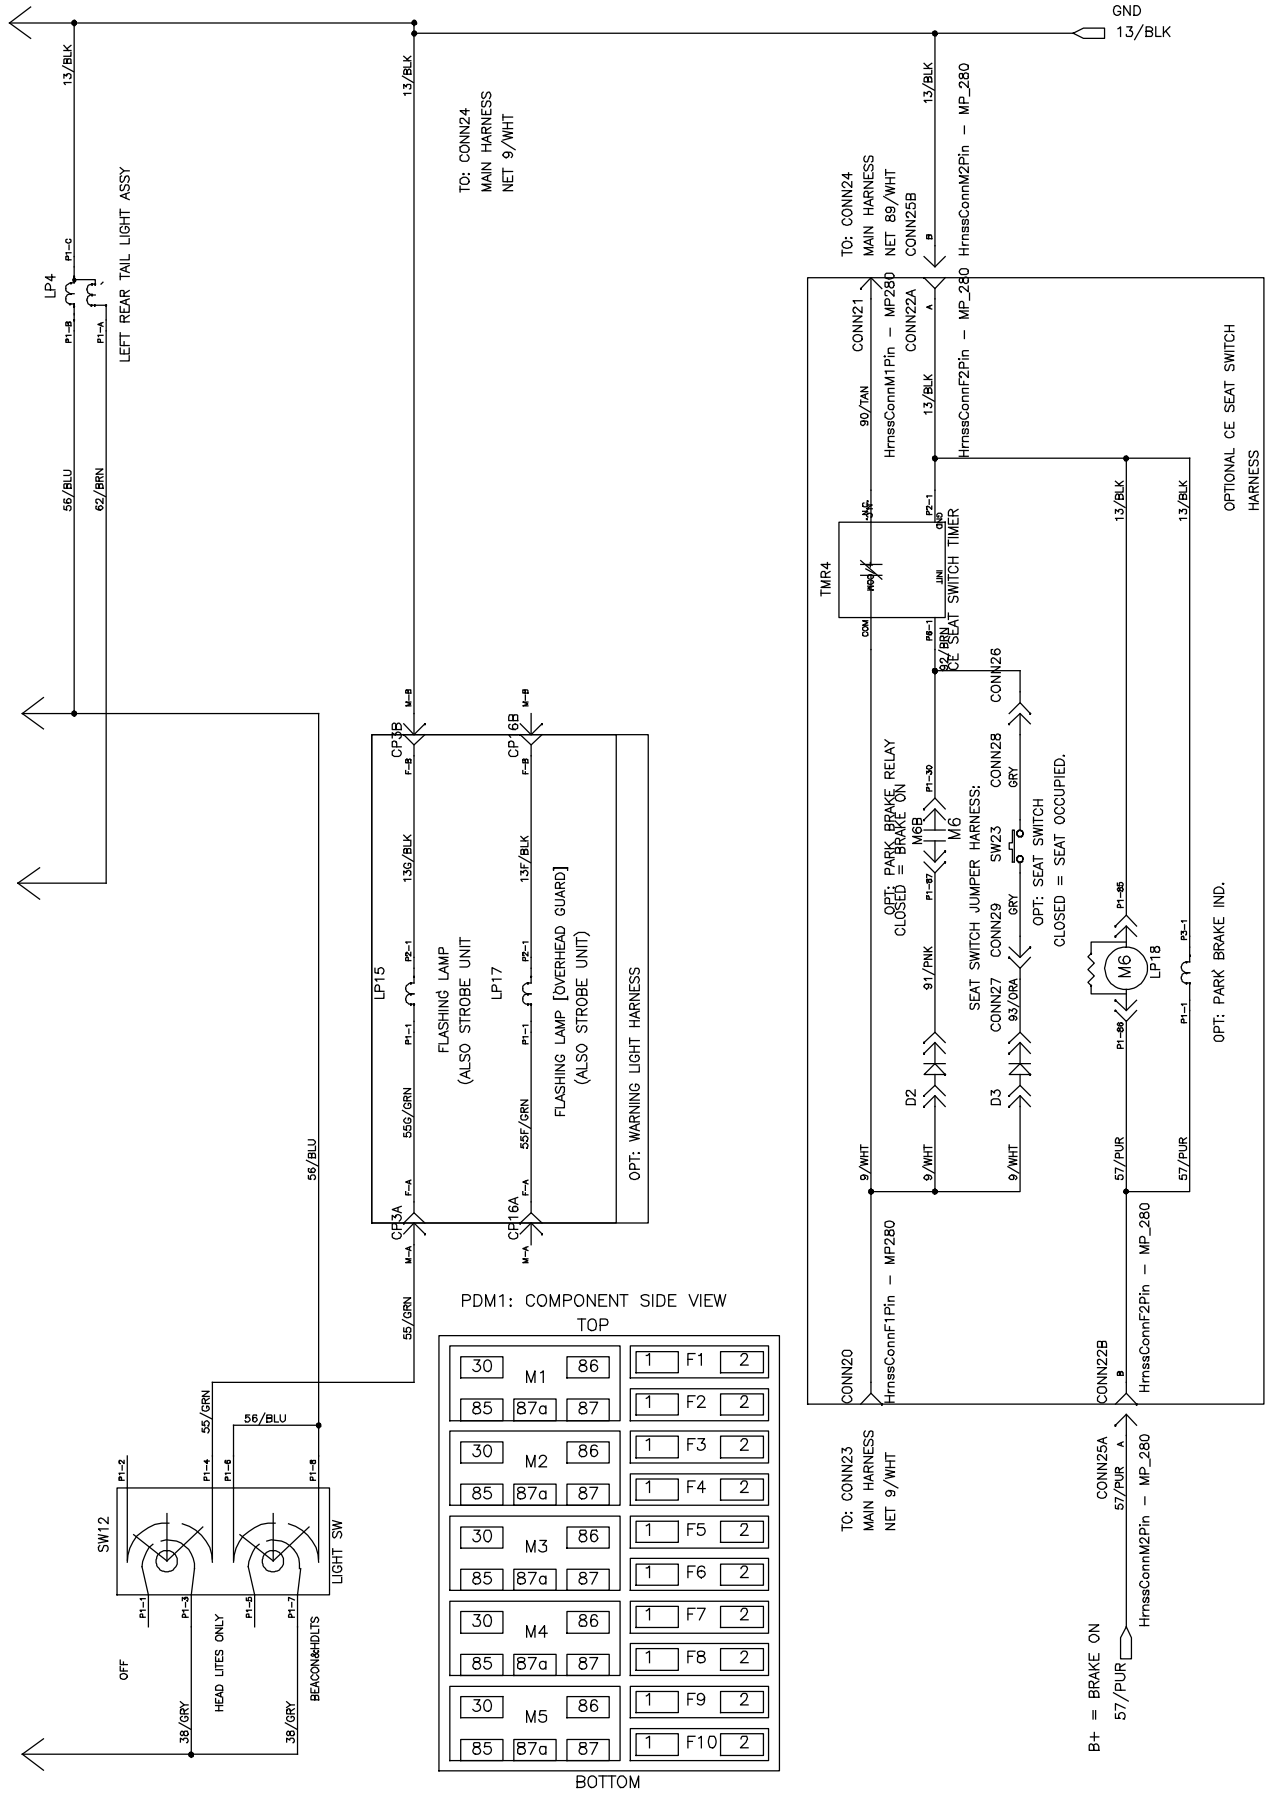 GND
13/BLK
13/BLK
13/BLK
13/BLK
TO: CONN24
MAIN HARNESS
NET 9/WHT
HrnssConnM2Pin - MP_280
TO: CONN24
MAIN HARNESS
NET 89/WHT
CONN25B
B
LP4
P1-C
P1-B
P1-A
LEFT REAR TAIL LIGHT ASSY
56/BLU
62/BRN
CONN21
HrnssConnM1Pin - MP280
CONN22A
A
HrnssConnF2Pin - MP_280
90/TAN
13/BLK
OPTIONAL CE SEAT SWITCH
HARNESS
13/BLK
13/BLK
TMR4
N.C.
P2-1
GND
INIT
COM
P6-1
CE SEAT SWITCH TIMER
92/BRN
CONN26
M-B
CP3B
F-B
M-B
CP16B
F-B
13G/BLK
13F/BLK
LP15
P2-1
P1-1
FLASHING LAMP
(ALSO STROBE UNIT)
LP17
P2-1
P1-1
FLASHING LAMP [OVERHEAD GUARD]
(ALSO STROBE UNIT)
55G/GRN
55F/GRN
F-A
CP3A
M-A
F-A
CP16A
M-A
OPT: WARNING LIGHT HARNESS
OPT: PARK BRAKE RELAY
CLOSED = BRAKE ON
P1-30
M6B
M6
P1-87
SEAT SWITCH JUMPER HARNESS:
CONN28
GRY
SW23
OPT: SEAT SWITCH
CLOSED = SEAT OCCUPIED.
CONN29
GRY
CONN27
93/ORA
91/PNK
D2
D3
P1-85
M6
P1-86
LP18
P3-1
P1-1
OPT: PARK BRAKE IND.
9/WHT
9/WHT
9/WHT
57/PUR
57/PUR
56/BLU
55/GRN
PDM1: COMPONENT SIDE VIEW
TOP
30 86
M1
85 87a 87
30 86
M2
85 87a 87
30 86
M3
85 87a 87
30 86
M4
85 87a 87
30 86
M5
85 87a 87
1 F1 2
1 F2 2
1 F3 2
1 F4 2
1 F5 2
1 F6 2
1 F7 2
1 F8 2
1 F9 2
1 F10 2
BOTTOM
CONN20
HrnssConnF1Pin - MP280
TO: CONN23
MAIN HARNESS
NET 9/WHT
CONN22B
B
HrnssConnF2Pin - MP_280
CONN25A
A
57/PUR
HrnssConnM2Pin - MP_280
B+ = BRAKE ON
57/PUR
55/GRN
56/BLU
P1-2
P1-4
P1-6
P1-8
SW12
LIGHT SW
P1-1
P1-3
P1-5
P1-7
OFF
HEAD LITES ONLY
BEACON&HDLTS
38/GRY
38/GRY